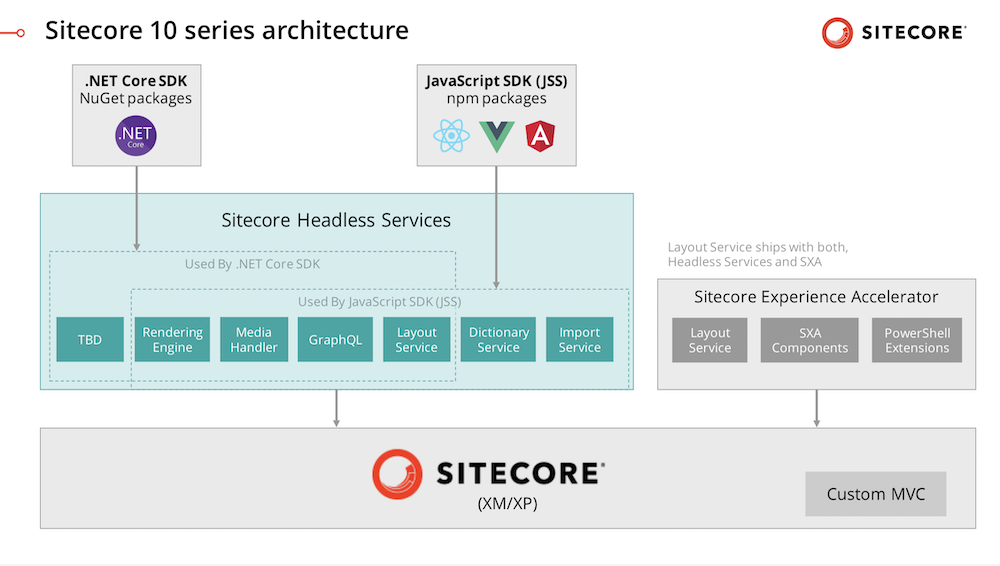 Sitecore 10 series architecture
SITECORE
.NET Core SDK
NuGet packages
.NET
Core
JavaScript SDK (JSS)
npm packages
Sitecore Headless Services
Used By .NET Core SDK
Used By JavaScript SDK (JSS)
TBD
Rendering
Engine
Media
Handler
GraphQL
Layout
Service
Dictionary
Service
Import
Service
Layout Service ships with both,
Headless Services and SXA
Sitecore Experience Accelerator
Layout
Service
SXA
Components
PowerShell
Extensions
SITECORE
(XM/XP)
Custom MVC